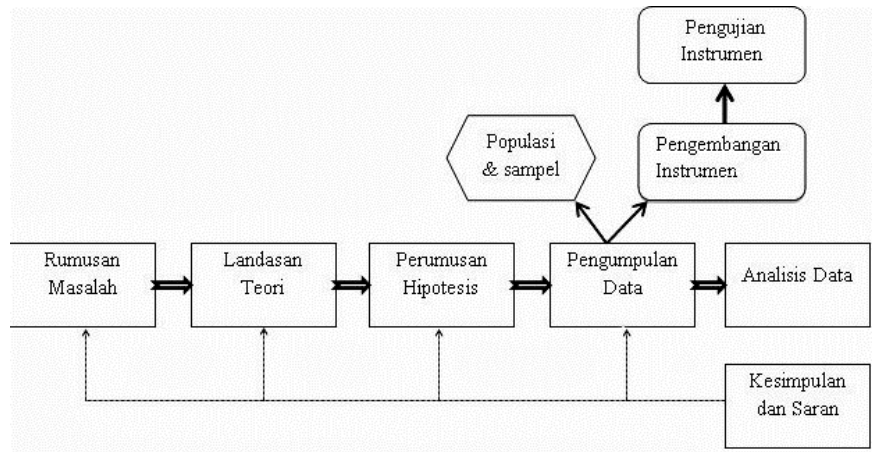 Pengujian
Instrumen
Populasi
& sampel
Pengembangan
Instrumen
Rumusan
Masalah
Landasan
Teori
Perumusan
Hipotesis
Pengumpulan
Data
Analisis Data
Kesimpulan
dan Saran